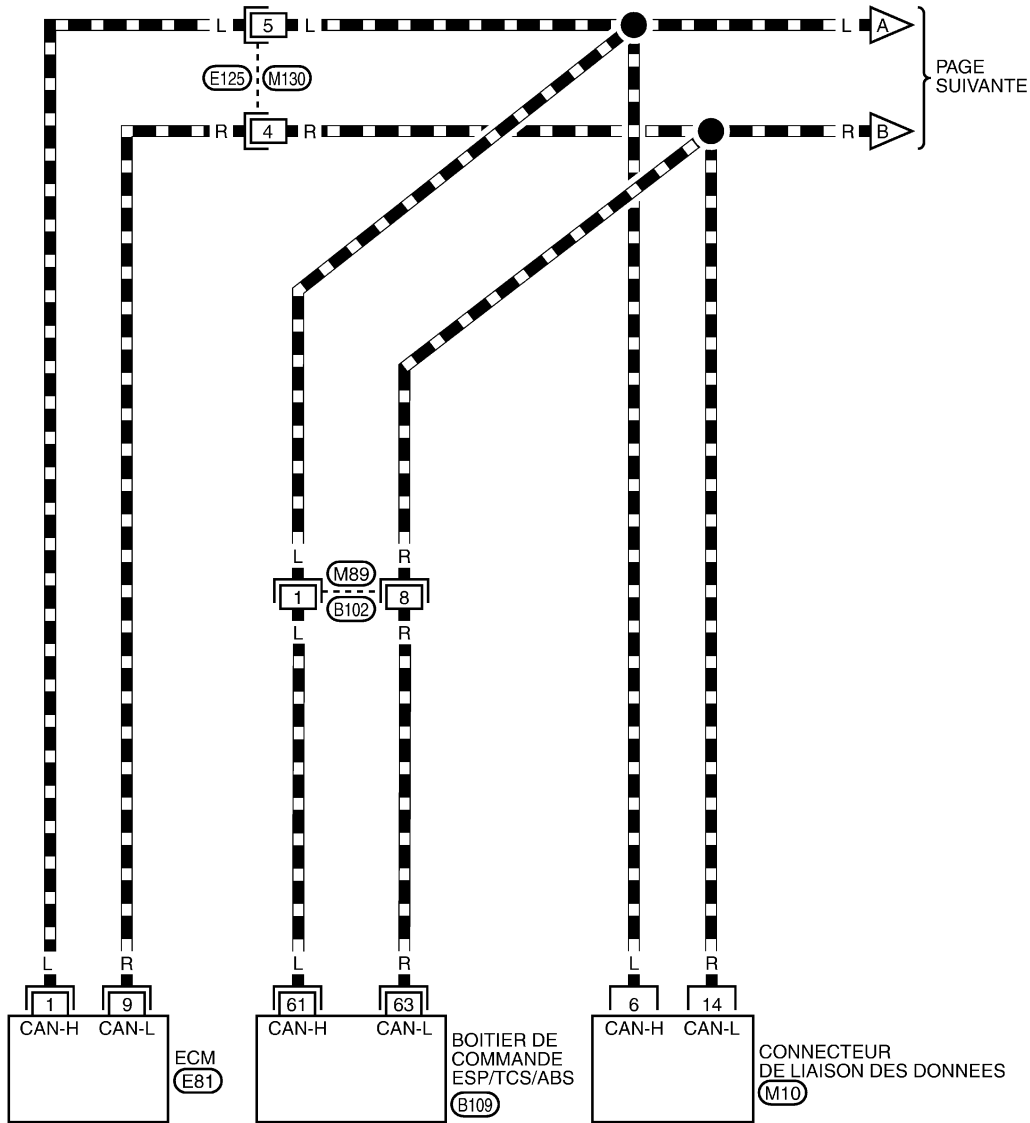 L 5 L L A
E125 M130
PAGE
SUIVANTE
R 4 R R B
L R
M89
1 8
B102
L R
L R L R L R
1 9 61 63 6 14
CAN-H CAN-L CAN-H CAN-L CAN-H CAN-L
ECM
E81
BOITIER DE
COMMANDE
ESP/TCS/ABS
B109
CONNECTEUR
DE LIAISON DES DONNEES
M10